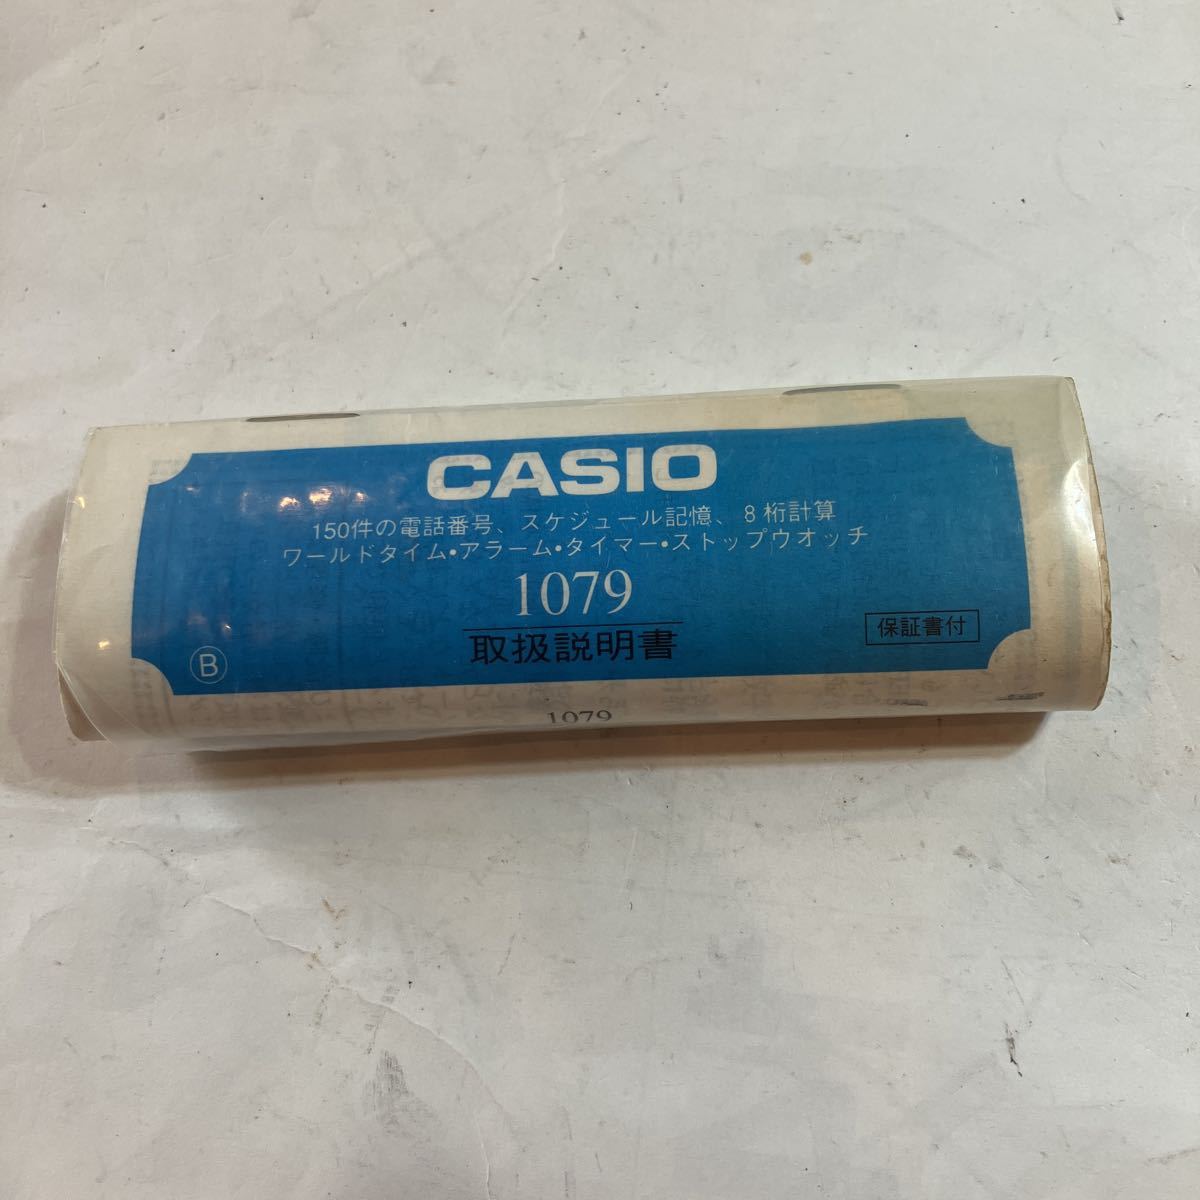 CASIO
150件の電話番号、スケジュール記憶、8桁計算
ワールドタイム•アラーム•タイマー•ストップウオッチ
1079
取扱説明書
保証書付
B
1079